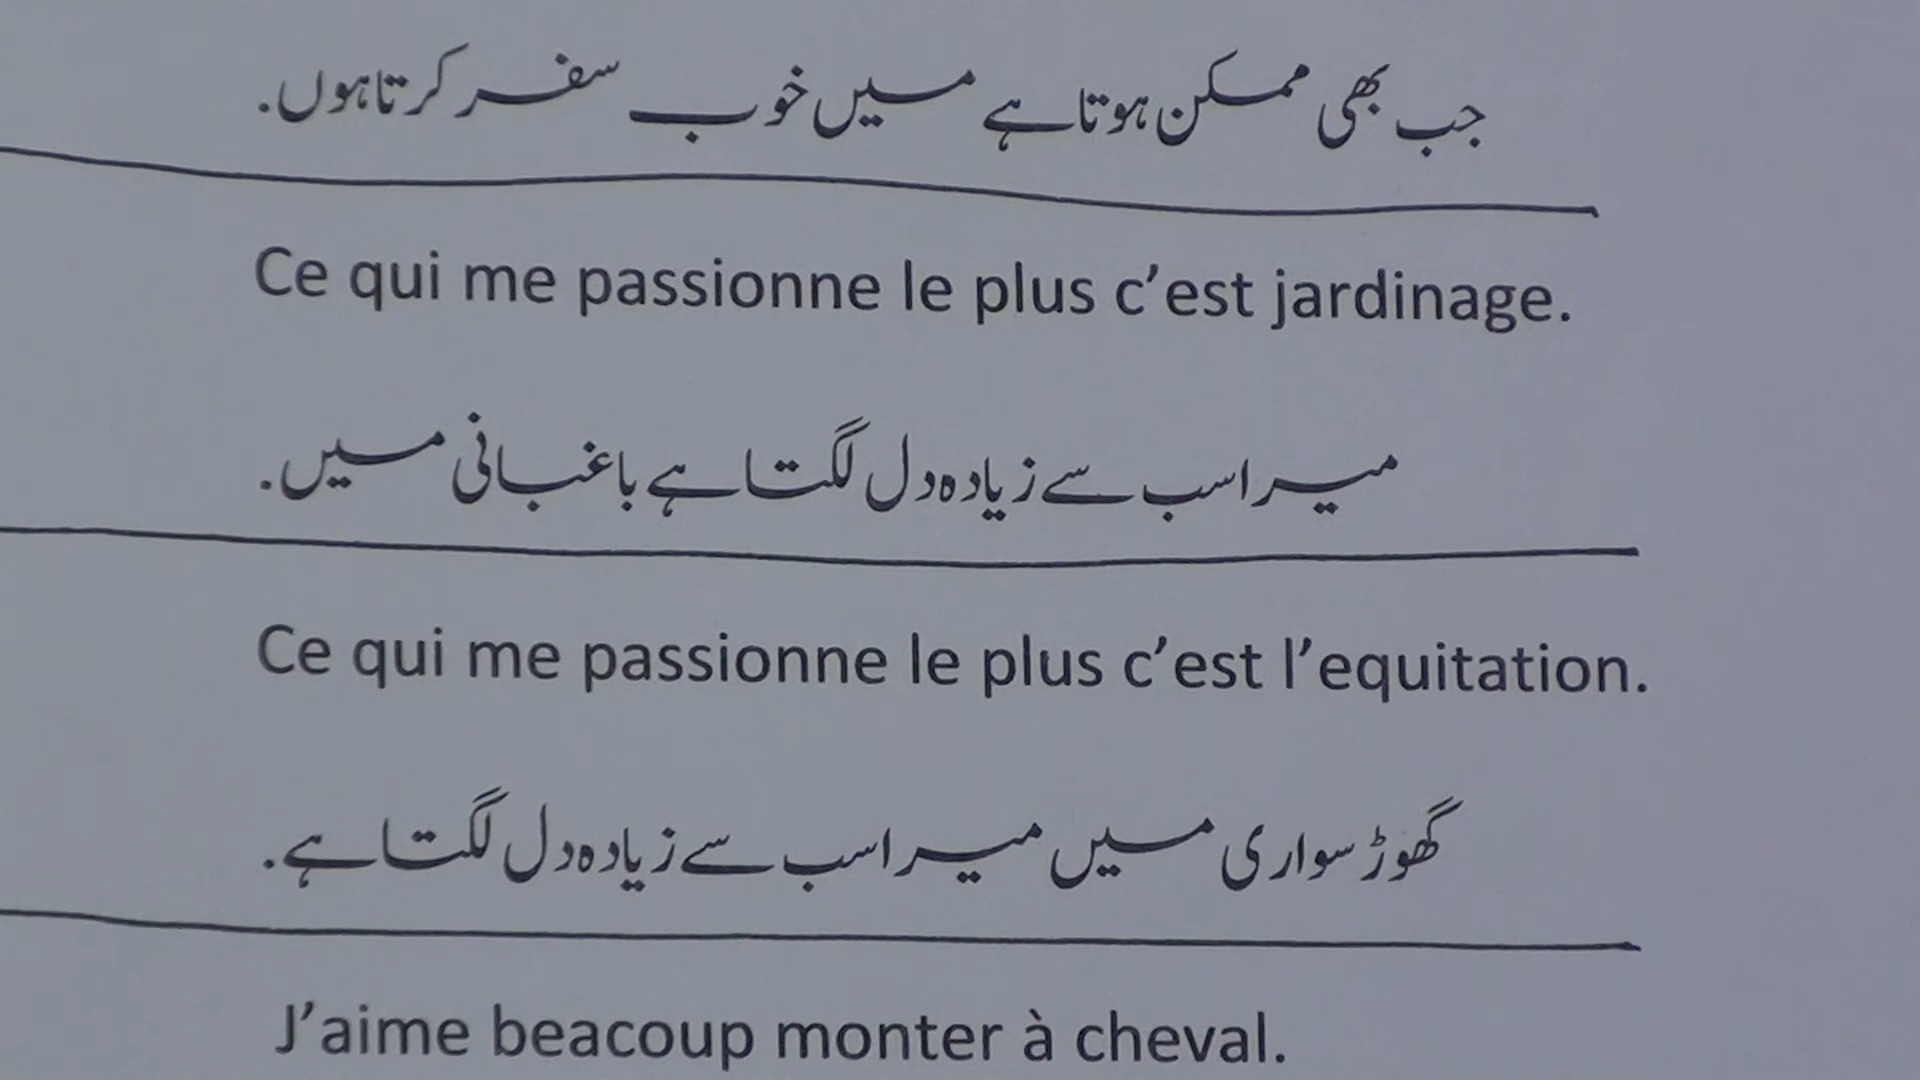 جب بھی ممکن ہوتا ہے میں خوب سفر کرتا ہوں.
Ce qui me passionne le plus c’est jardinage.
میرا سب سے زیادہ دل لگتا ہے باغبانی میں.
Ce qui me passionne le plus c’est l’equitation.
گھوڑ سواری میں میرا سب سے زیادہ دل لگتا ہے.
J’aime beacoup monter à cheval.